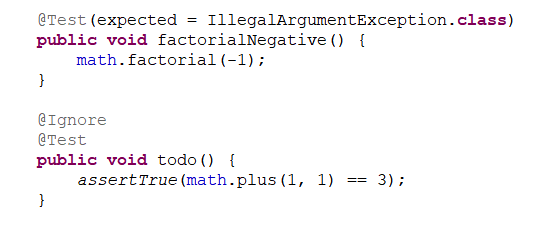 @Test(expected = IllegalArgumentException.class)
public void factorialNegative() {
    math.factorial(-1);
}

@Ignore
@Test
public void todo() {
    assertTrue(math.plus(1, 1) == 3);
}